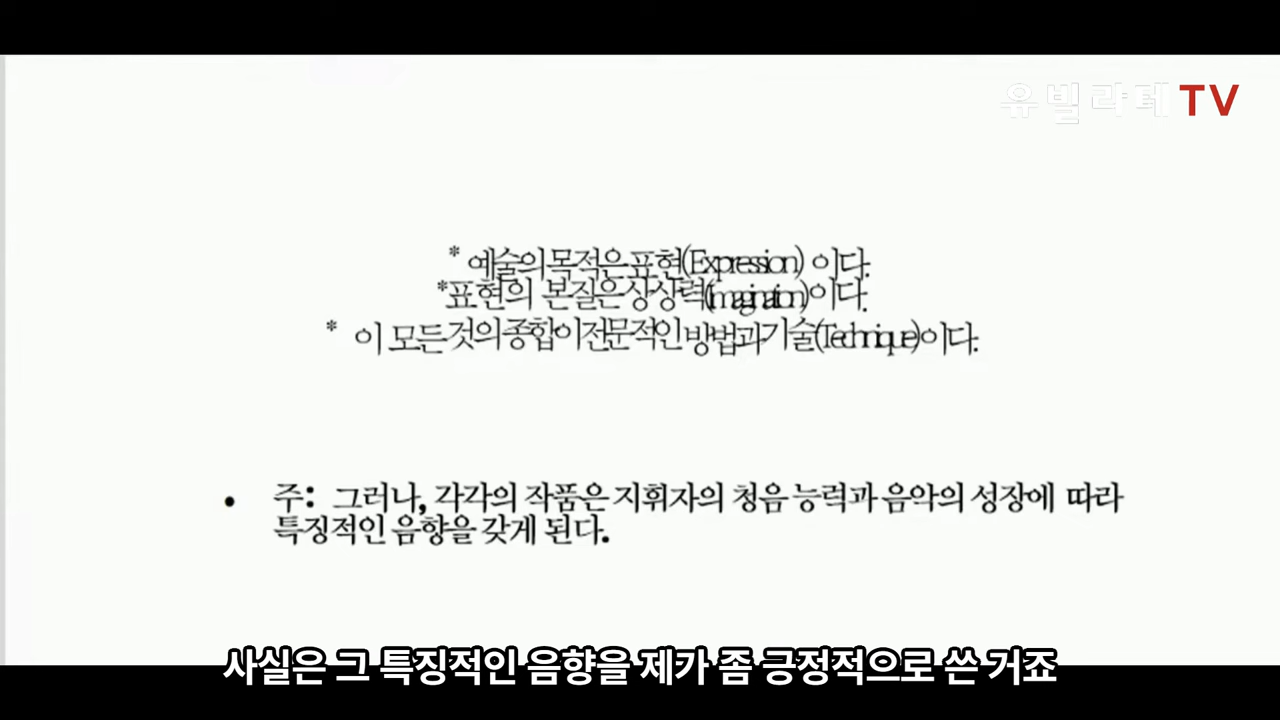 유빌라테TV
* 예술의 목적은 표현(Expression) 이다.
*표현의 본질은 상상력(Imagination)이다.
* 이 모든 것의 종합이 전문적인 방법과 기술(Technique)이다.
• 주: 그러나, 각각의 작품은 지휘자의 청음 능력과 음악의 성장에 따라
특징적인 음향을 갖게 된다.
사실은 그 특징적인 음향을 제가 좀 긍정적으로 쓴 거죠